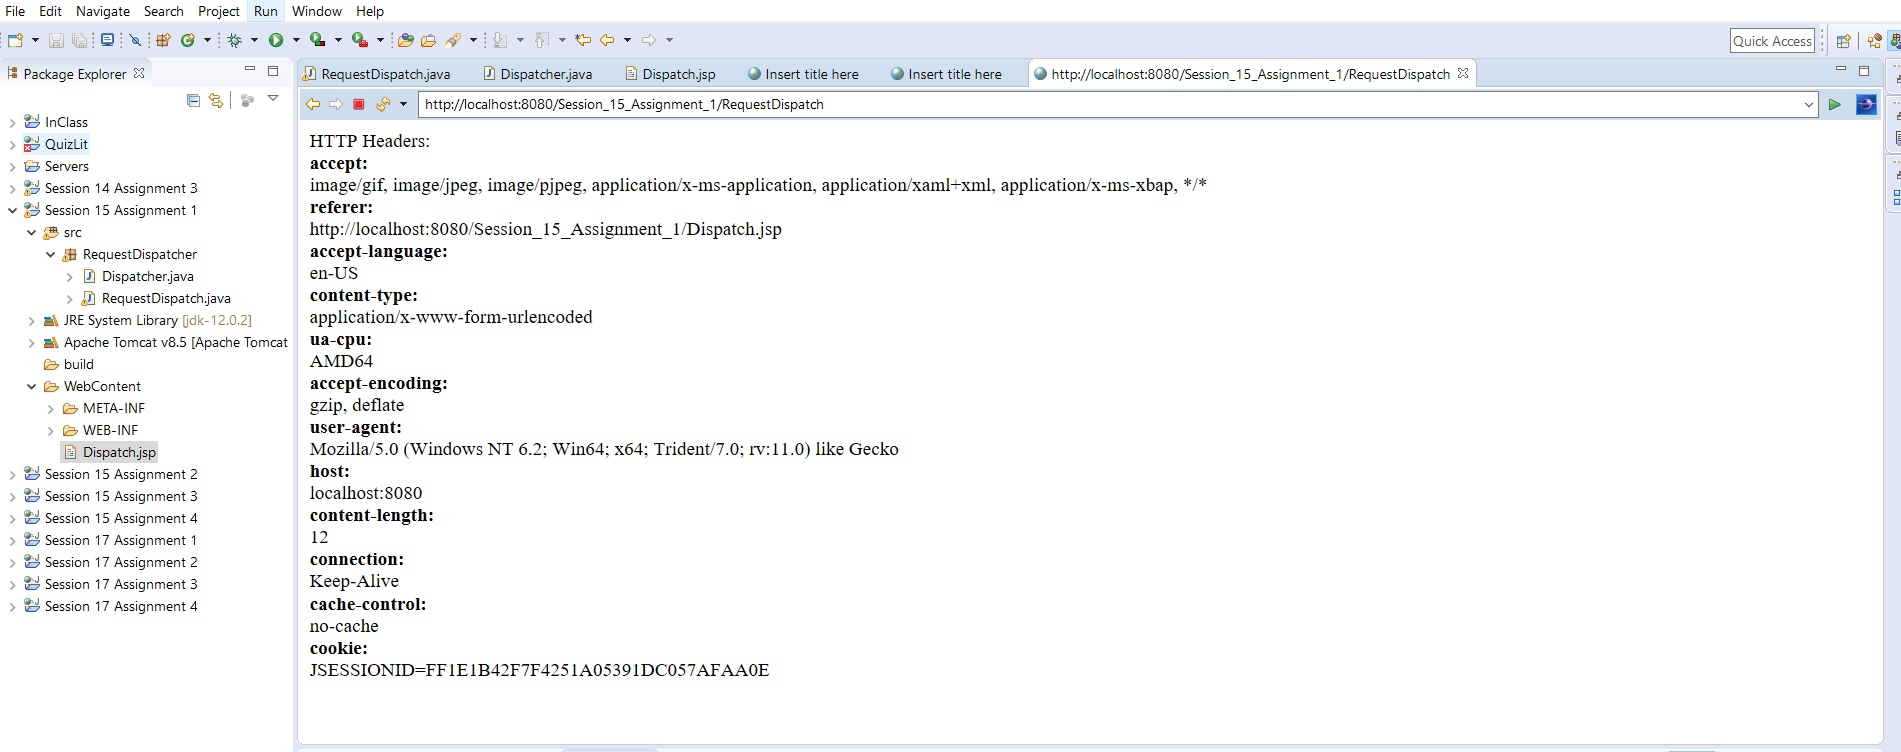 File Edit Navigate Search Project Run Window Help
Quick Access
Package Explorer
RequestDispatch.java Dispatcher.java Dispatch.jsp Insert title here Insert title here http://localhost:8080/Session_15_Assignment_1/RequestDispatch
http://localhost:8080/Session_15_Assignment_1/RequestDispatch
InClass
QuizLit
Servers
Session 14 Assignment 3
Session 15 Assignment 1
src
RequestDispatcher
Dispatcher.java
RequestDispatch.java
JRE System Library [jdk-12.0.2]
Apache Tomcat v8.5 [Apache Tomcat
build
WebContent
META-INF
WEB-INF
Dispatch.jsp
Session 15 Assignment 2
Session 15 Assignment 3
Session 15 Assignment 4
Session 17 Assignment 1
Session 17 Assignment 2
Session 17 Assignment 3
Session 17 Assignment 4
HTTP Headers:
accept:
image/gif, image/jpeg, image/pjpeg, application/x-ms-application, application/xaml+xml, application/x-ms-xbap, */*
referer:
http://localhost:8080/Session_15_Assignment_1/Dispatch.jsp
accept-language:
en-US
content-type:
application/x-www-form-urlencoded
ua-cpu:
AMD64
accept-encoding:
gzip, deflate
user-agent:
Mozilla/5.0 (Windows NT 6.2; Win64; x64; Trident/7.0; rv:11.0) like Gecko
host:
localhost:8080
content-length:
12
connection:
Keep-Alive
cache-control:
no-cache
cookie:
JSESSIONID=FF1E1B42F7F4251A05391DC057AFAA0E